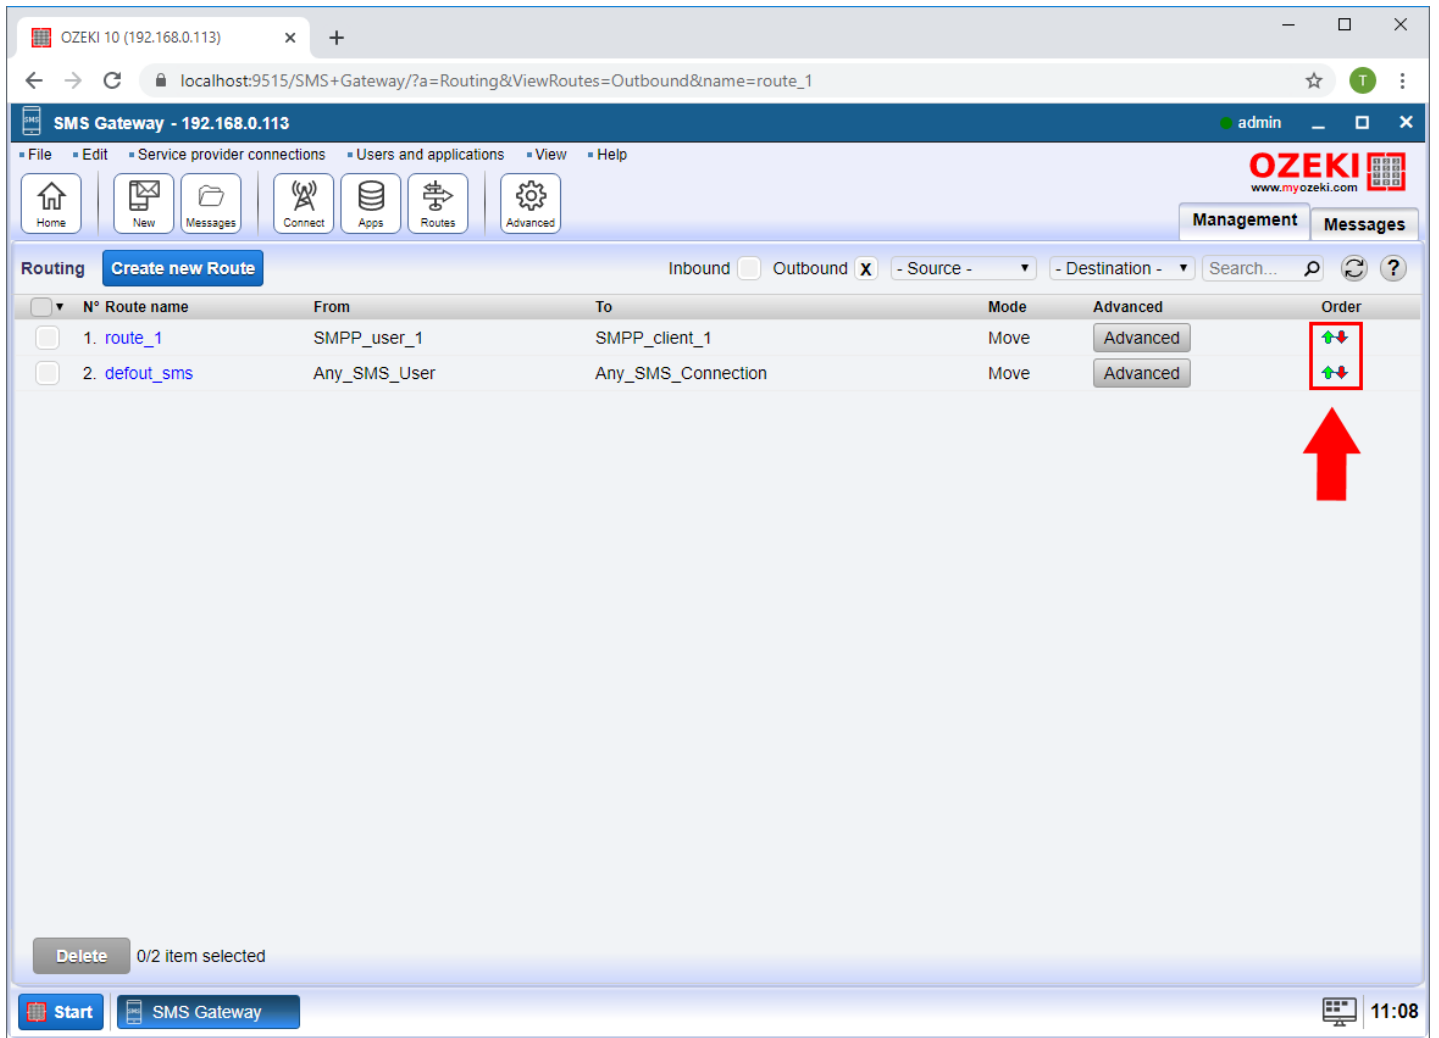 OZEKI 10 (192.168.0.113)
localhost:9515/SMS+Gateway/?a=Routing&ViewRoutes=Outbound&name=route_1
T
SMS Gateway - 192.168.0.113
admin
File Edit Service provider connections Users and applications View Help
OZEKI
www.myozeki.com
Home New Messages Connect Apps Routes Advanced
Management Messages
Routing Create new Route Inbound Outbound X - Source - - Destination - Search... ?
N° Route name From To Mode Advanced Order
1. route_1 SMPP_user_1 SMPP_client_1 Move Advanced
2. defout_sms Any_SMS_User Any_SMS_Connection Move Advanced
Delete 0/2 item selected
Start SMS Gateway 11:08